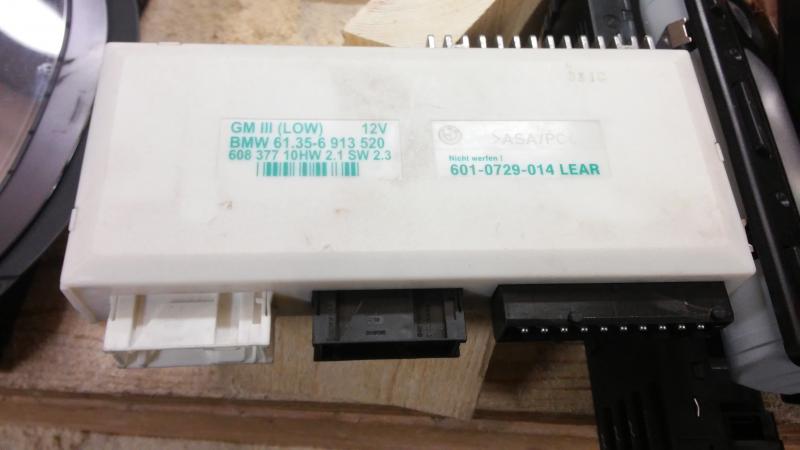 GM III (LOW) 12V
BMW 61.35-6 913 520
608 377 10HW 2.1 SW 2.3
>ASA/PC<
Nicht werfen !
601-0729-014 LEAR